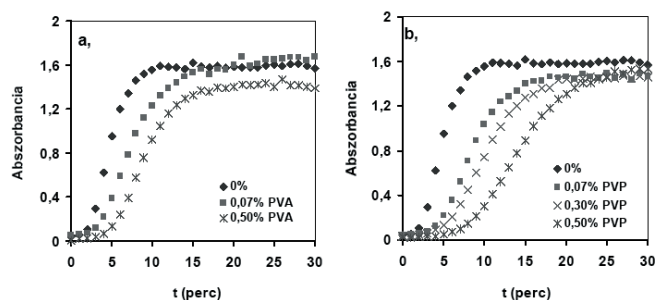 a,
Abszorbancia
2
1,6
1,2
0,8
0,4
0
0 5 10 15 20 25 30
t (perc)
0%
0,07% PVA
0,50% PVA
b,
Abszorbancia
2
1,6
1,2
0,8
0,4
0
0 5 10 15 20 25 30
t (perc)
0%
0,07% PVP
0,30% PVP
0,50% PVP